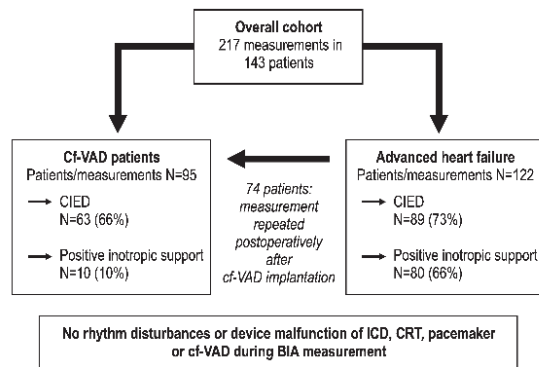 Overall cohort
217 measurements in
143 patients
Cf-VAD patients
Patients/measurements N=95
CIED
N=63 (66%)
Positive inotropic support
N=10 (10%)
74 patients:
measurement
repeated
postoperatively
after
cf-VAD implantation
Advanced heart failure
Patients/measurements N=122
CIED
N=89 (73%)
Positive inotropic support
N=80 (66%)
No rhythm disturbances or device malfunction of ICD, CRT, pacemaker
or cf-VAD during BIA measurement